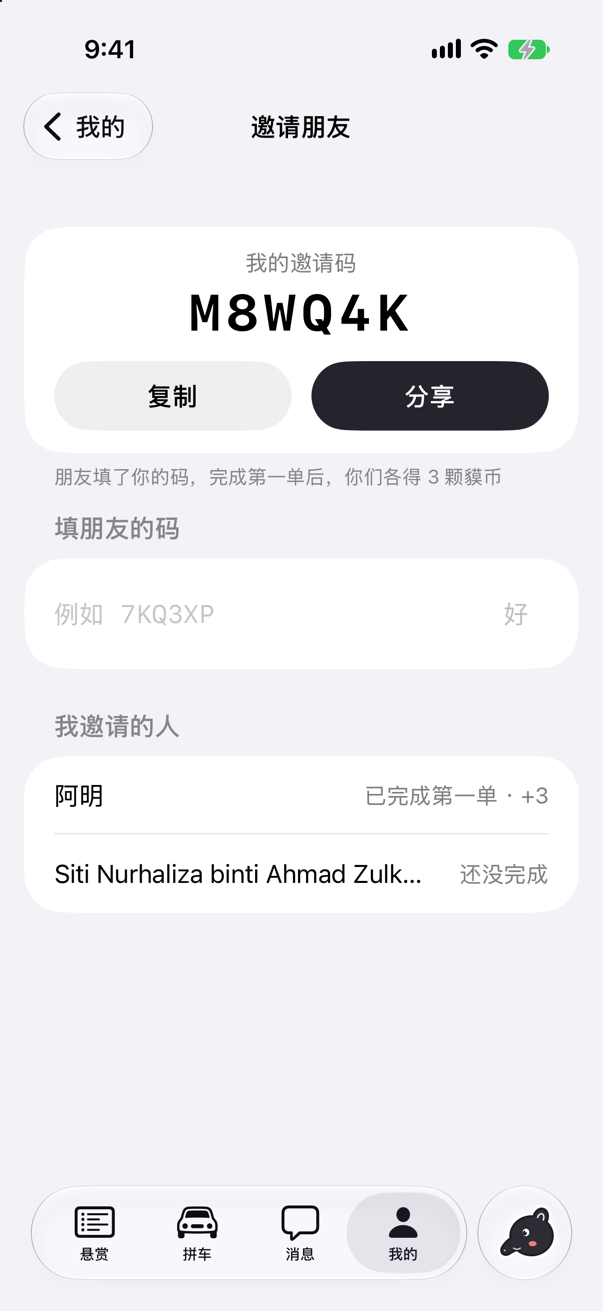 9:41
我的
邀请朋友
我的邀请码
M8WQ4K
复制
分享
朋友填了你的码，完成第一单后，你们各得 3 颗貘币
填朋友的码
例如 7KQ3XP
好
我邀请的人
阿明
已完成第一单 · +3
Siti Nurhaliza binti Ahmad Zulk...
还没完成
悬赏
拼车
消息
我的